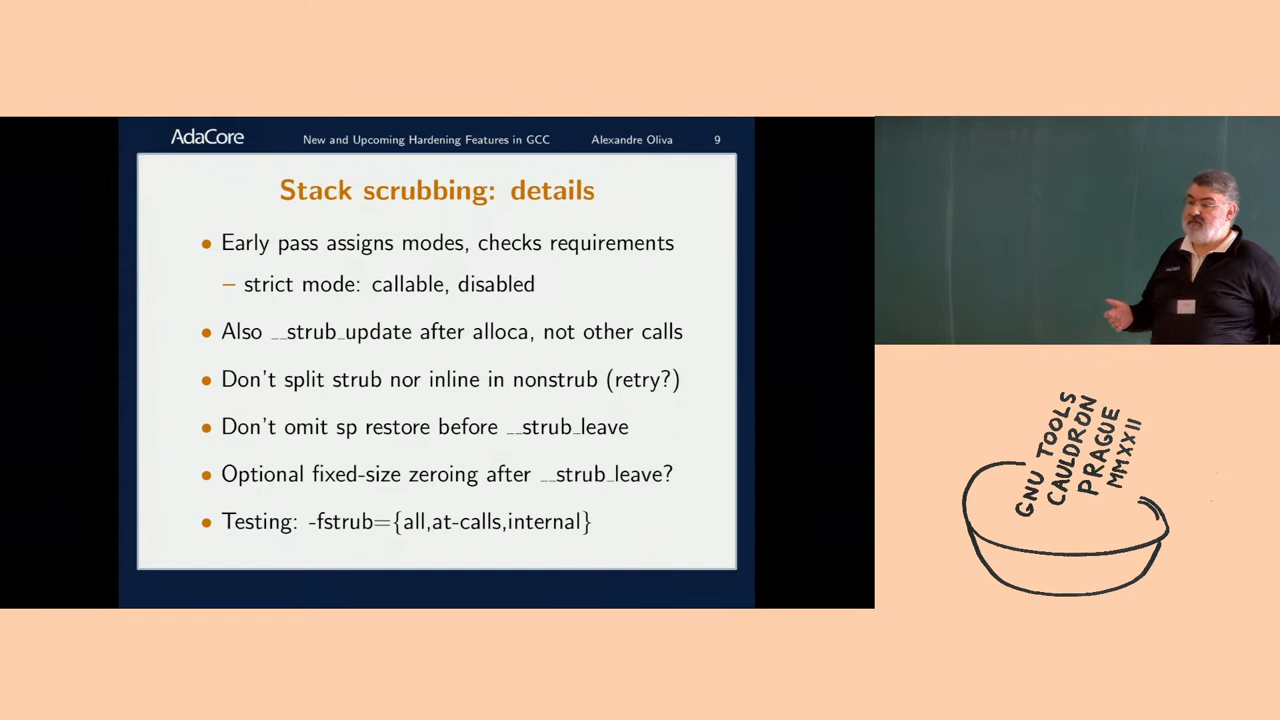 AdaCore New and Upcoming Hardening Features in GCC Alexandre Oliva 9
Stack scrubbing: details
• Early pass assigns modes, checks requirements
– strict mode: callable, disabled
• Also __strub_update after alloca, not other calls
• Don't split strub nor inline in nonstrub (retry?)
• Don't omit sp restore before __strub_leave
• Optional fixed-size zeroing after __strub_leave?
• Testing: -fstrub={all,at-calls,internal}
GNU TOOLS
CAULDRON
PRAGUE
MMXXII